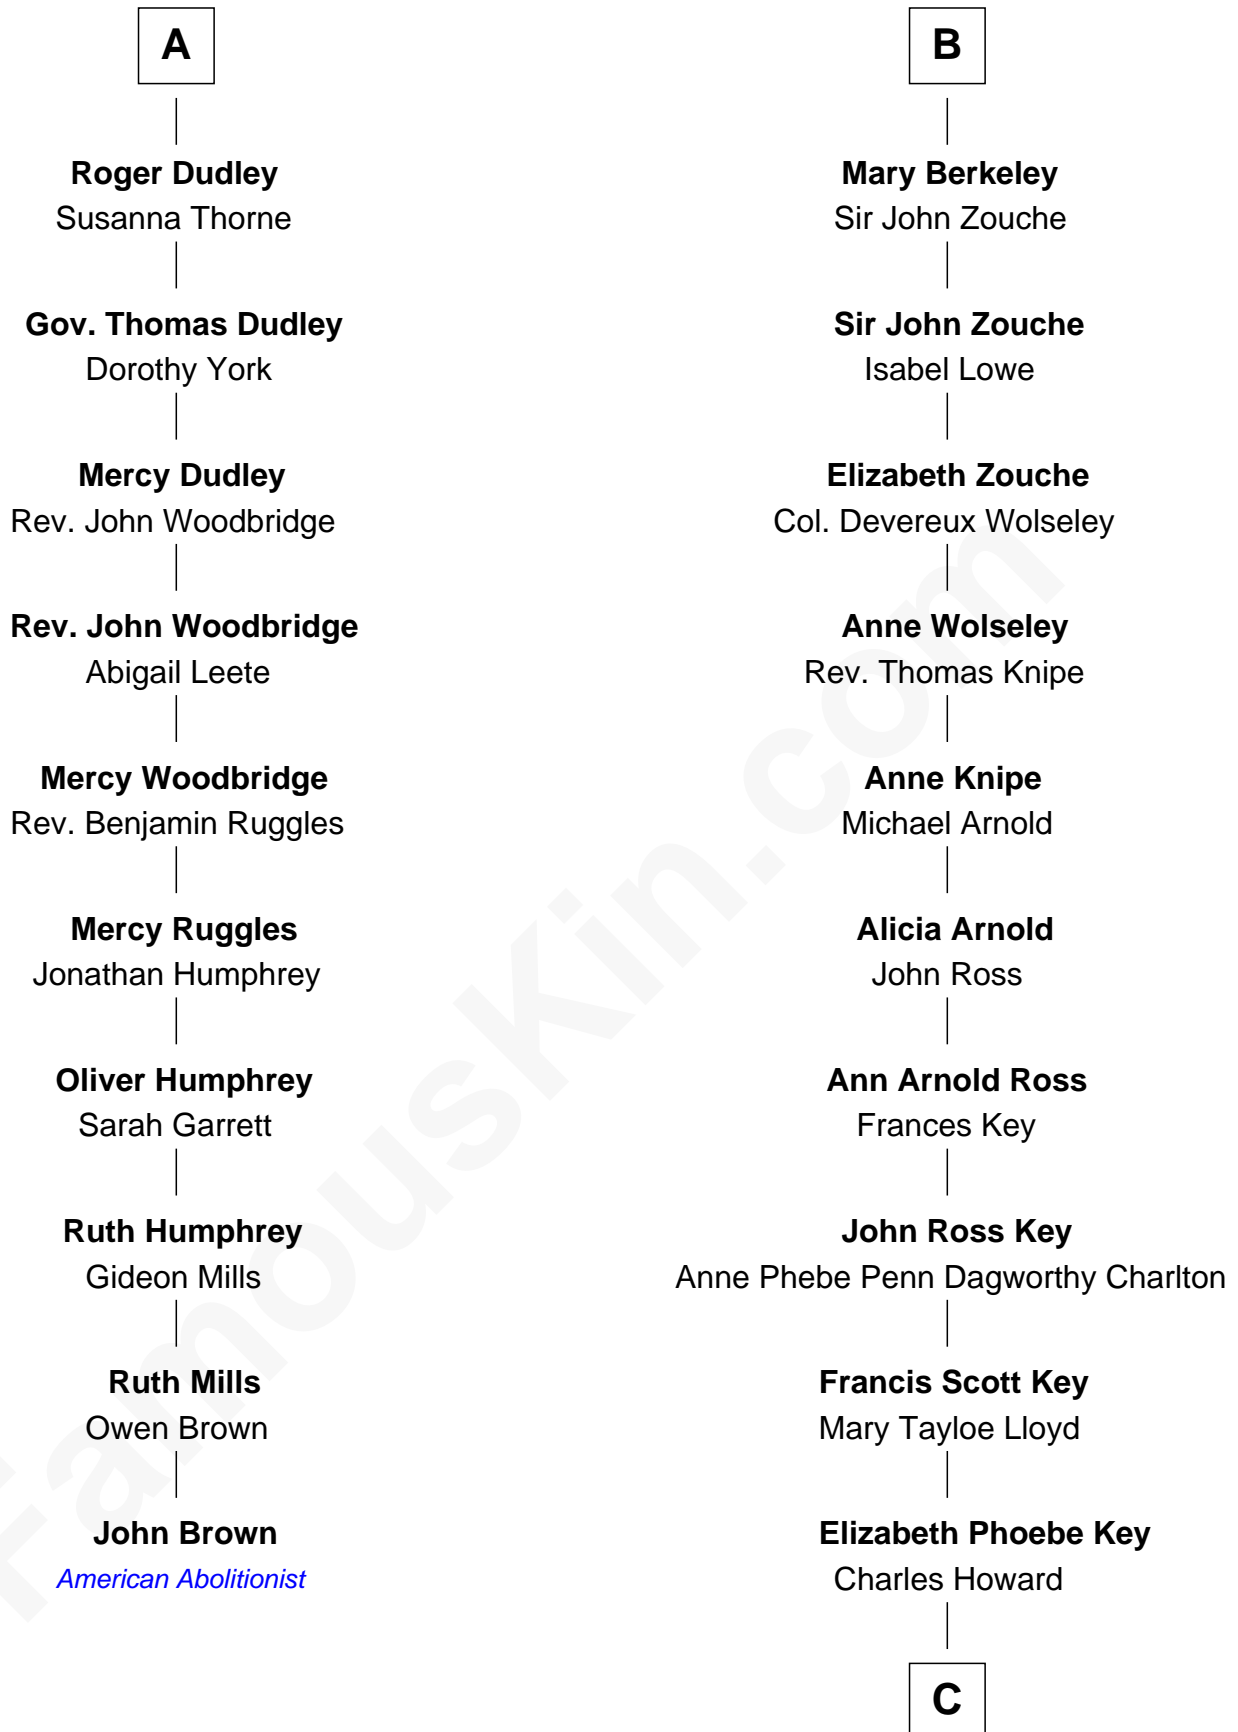 A
Roger Dudley
Susanna Thorne
Gov. Thomas Dudley
Dorothy York
Mercy Dudley
Rev. John Woodbridge
Rev. John Woodbridge
Abigail Leete
Mercy Woodbridge
Rev. Benjamin Ruggles
Mercy Ruggles
Jonathan Humphrey
Oliver Humphrey
Sarah Garrett
Ruth Humphrey
Gideon Mills
Ruth Mills
Owen Brown
John Brown
American Abolitionist
B
Mary Berkeley
Sir John Zouche
Sir John Zouche
Isabel Lowe
Elizabeth Zouche
Col. Devereux Wolseley
Anne Wolseley
Rev. Thomas Knipe
Anne Knipe
Michael Arnold
Alicia Arnold
John Ross
Ann Arnold Ross
Frances Key
John Ross Key
Anne Phebe Penn Dagworthy Charlton
Francis Scott Key
Mary Tayloe Lloyd
Elizabeth Phoebe Key
Charles Howard
C
FamousKin.com